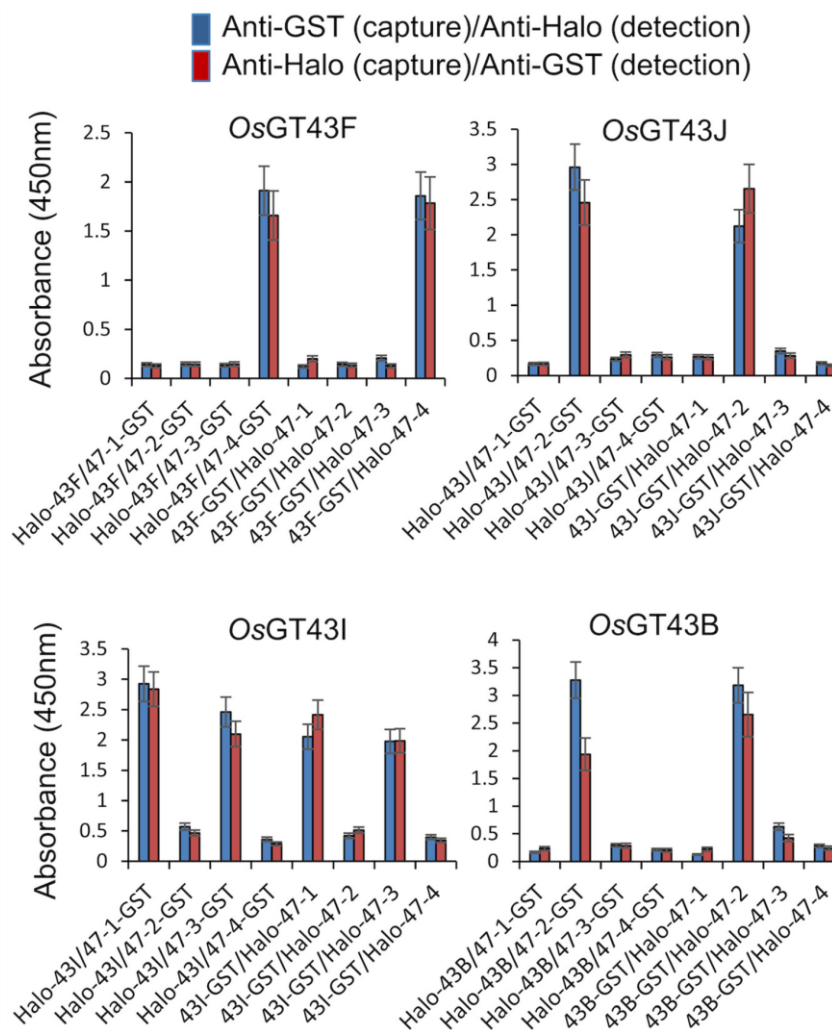 Anti-GST (capture)/Anti-Halo (detection)
Anti-Halo (capture)/Anti-GST (detection)
OsGT43F
Absorbance (450nm)
2.5
2
1.5
1
0.5
0
Halo-43F/47-1-GST
Halo-43F/47-2-GST
Halo-43F/47-3-GST
Halo-43F/47-4-GST
43F-GST/Halo-47-1
43F-GST/Halo-47-2
43F-GST/Halo-47-3
43F-GST/Halo-47-4
OsGT43J
3.5
3
2.5
2
1.5
1
0.5
0
Halo-43J/47-1-GST
Halo-43J/47-2-GST
Halo-43J/47-3-GST
Halo-43J/47-4-GST
43J-GST/Halo-47-1
43J-GST/Halo-47-2
43J-GST/Halo-47-3
43J-GST/Halo-47-4
OsGT43I
Absorbance (450nm)
3.5
3
2.5
2
1.5
1
0.5
0
Halo-43I/47-1-GST
Halo-43I/47-2-GST
Halo-43I/47-3-GST
Halo-43I/47-4-GST
43I-GST/Halo-47-1
43I-GST/Halo-47-2
43I-GST/Halo-47-3
43I-GST/Halo-47-4
OsGT43B
4
3.5
3
2.5
2
1.5
1
0.5
0
Halo-43B/47-1-GST
Halo-43B/47-2-GST
Halo-43B/47-3-GST
Halo-43B/47-4-GST
43B-GST/Halo-47-1
43B-GST/Halo-47-2
43B-GST/Halo-47-3
43B-GST/Halo-47-4